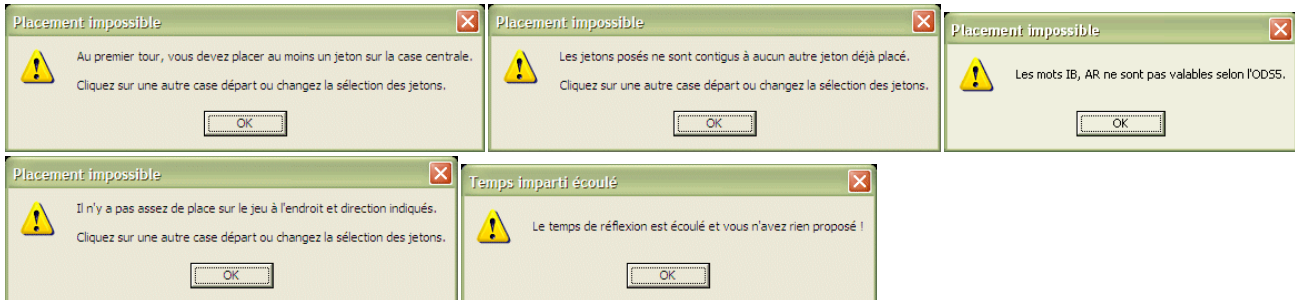 Placement impossible
Au premier tour, vous devez placer au moins un jeton sur la case centrale.
Cliquez sur une autre case départ ou changez la sélection des jetons.
OK
Placement impossible
Les jetons posés ne sont contigus à aucun autre jeton déjà placé.
Cliquez sur une autre case départ ou changez la sélection des jetons.
OK
Placement impossible
Les mots IB, AR ne sont pas valables selon l'ODS5.
OK
Placement impossible
Il n'y a pas assez de place sur le jeu à l'endroit et direction indiqués.
Cliquez sur une autre case départ ou changez la sélection des jetons.
OK
Temps imparti écoulé
Le temps de réflexion est écoulé et vous n'avez rien proposé !
OK